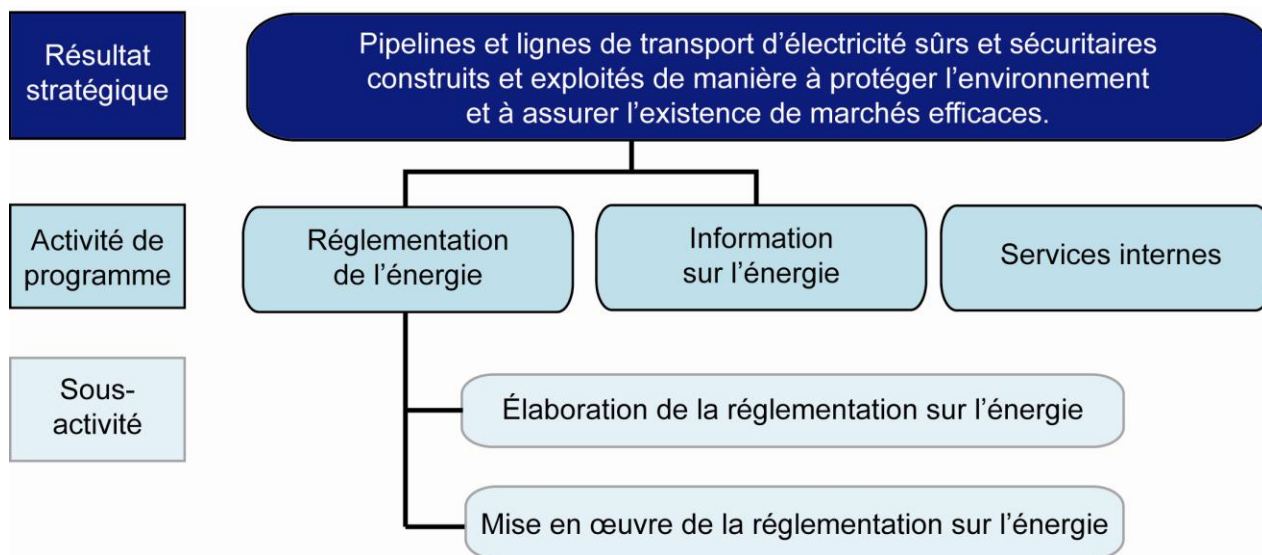 Résultat
stratégique
Pipelines et lignes de transport d’électricité sûrs et sécuritaires
construits et exploités de manière à protéger l’environnement
et à assurer l’existence de marchés efficaces.
Activité de
programme
Réglementation
de l’énergie
Information
sur l’énergie
Services internes
Sous-
activité
Élaboration de la réglementation sur l’énergie
Mise en œuvre de la réglementation sur l’énergie